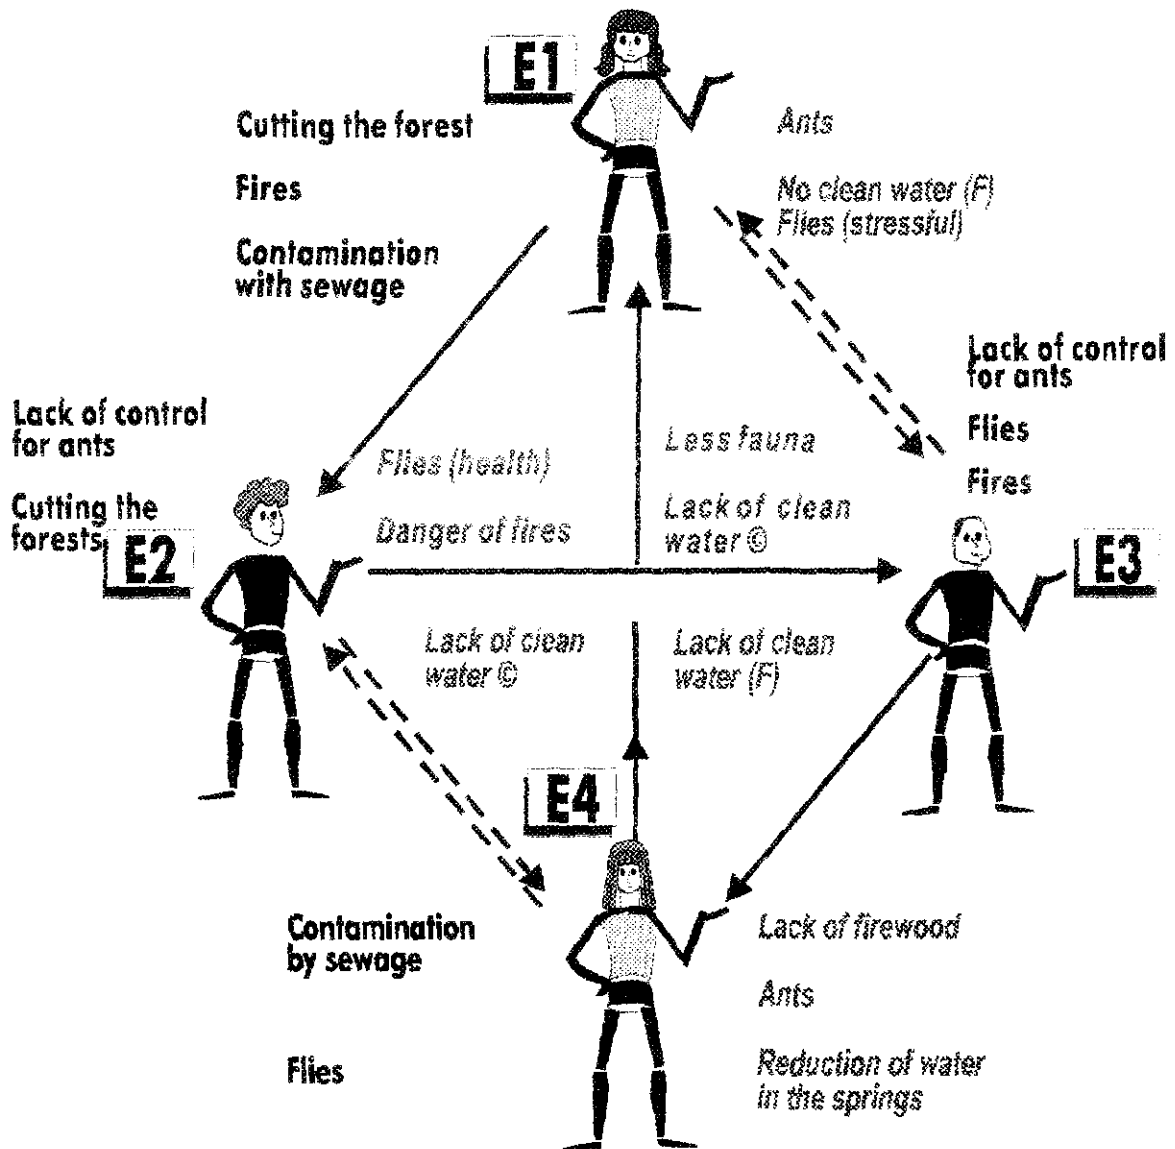 E1
Cutting the forest
Fires
Contamination
with sewage
Ants
No clean water (F)
Flies (stressful)
Lack of control
for ants
Flies
Fires
Lack of control
for ants
Cutting the
forests
E2
Flies (health)
Danger of fires
Less fauna
Lack of clean
water ©
E3
Lack of clean
water ©
Lack of clean
water (F)
E4
Contamination
by sewage
Flies
Lack of firewood
Ants
Reduction of water
in the springs